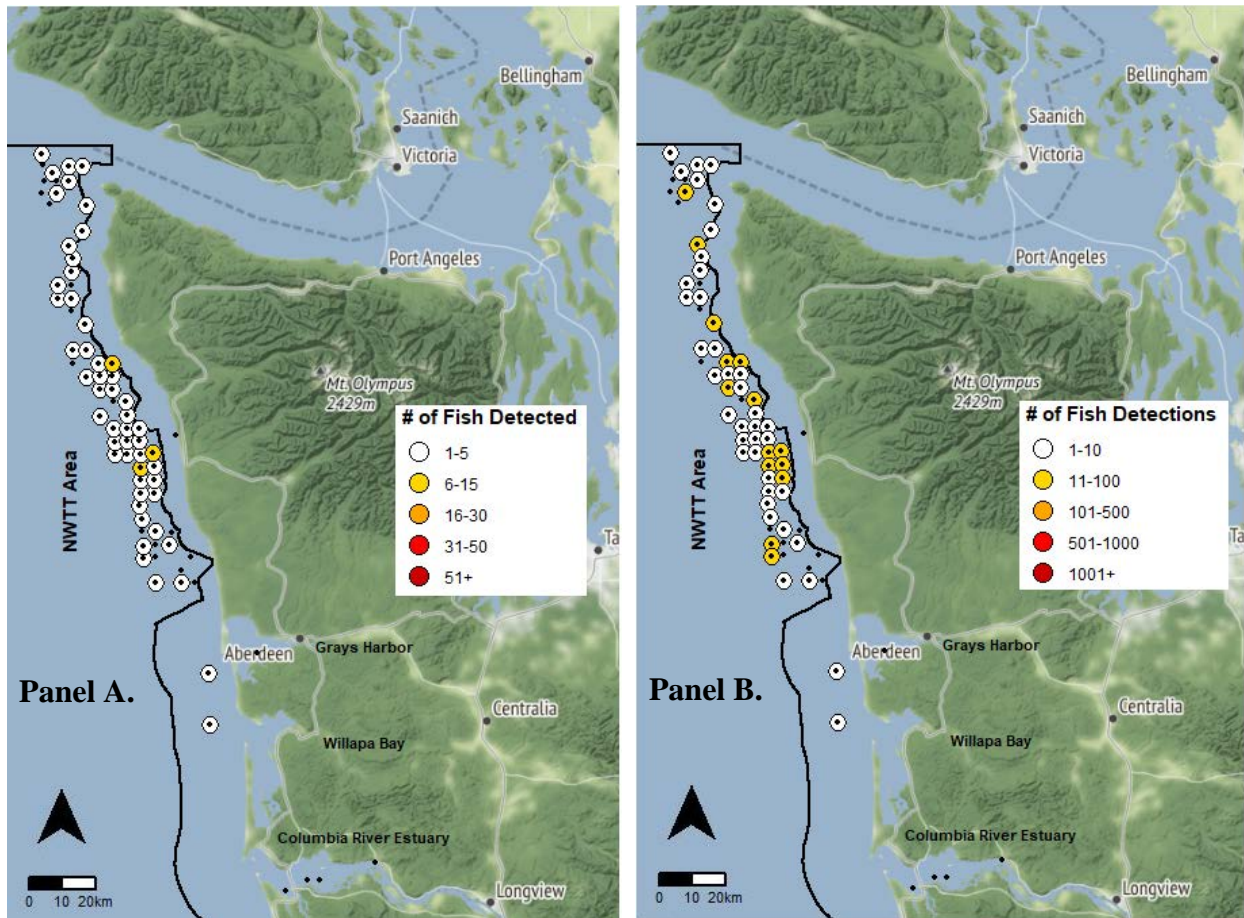 Bellingham
Saanich
Victoria
Port Angeles
Mt. Olympus
2429m
# of Fish Detected
1-5
6-15
16-30
31-50
51+
NWTT Area
Ta
Aberdeen
Grays Harbor
Panel A.
Centralia
Willapa Bay
Columbia River Estuary
Longview
0 10 20km
Bellingham
Saanich
Victoria
Port Angeles
Mt. Olympus
2429m
# of Fish Detections
1-10
11-100
101-500
501-1000
1001+
NWTT Area
Ta
Aberdeen
Grays Harbor
Panel B.
Centralia
Willapa Bay
Columbia River Estuary
Longview
0 10 20km